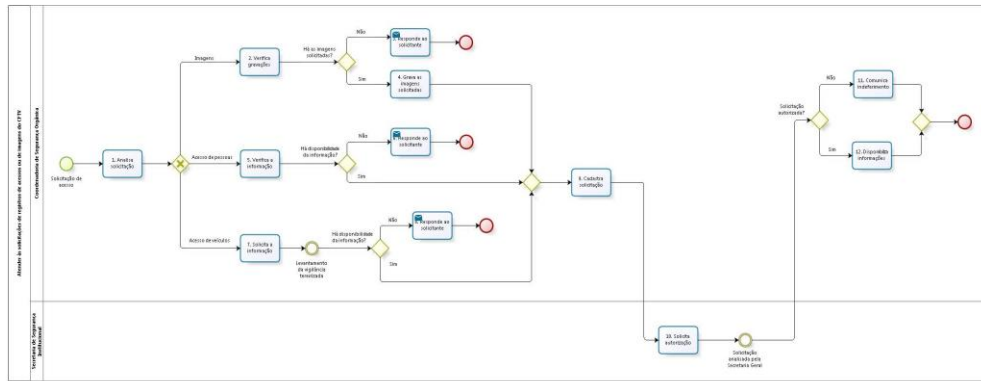 Atender às solicitações de registros de acesso ou de imagens do CFTV
Coordenadoria de Segurança Orgânica
Solicitação de
acesso
1. Analisa
solicitação
Imagens
2. Verifica
gravações
Há as imagens
solicitadas?
Não
3. Responde ao
solicitante
Sim
4. Grava as
imagens
solicitadas
Acesso de pessoas
5. Verifica a
informação
Há disponibilidade
da informação?
Não
Responde ao
solicitante
Sim
Acesso de veículos
7. Solicita a
informação
Levantamento
da vigilância
terceirizada
Há disponibilidade
da informação?
Não
Responde ao
solicitante
Sim
9. Cadastra
solicitação
Secretaria de Segurança
Institucional
10. Solicita
autorização
Solicitação
analisada pela
Secretaria Geral
Solicitação
autorizada?
Não
11. Comunica
indeferimento
Sim
12. Disponibiliza
informações